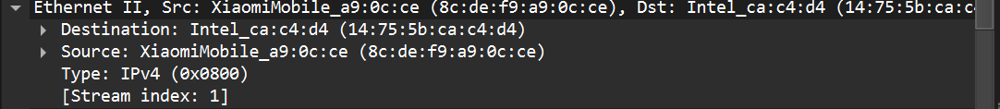 Ethernet II, Src: XiaomiMobile_a9:0c:ce (8c:de:f9:a9:0c:ce), Dst: Intel_ca:c4:d4 (14:75:5b:ca:c4
Destination: Intel_ca:c4:d4 (14:75:5b:ca:c4:d4)
Source: XiaomiMobile_a9:0c:ce (8c:de:f9:a9:0c:ce)
Type: IPv4 (0x0800)
[Stream index: 1]